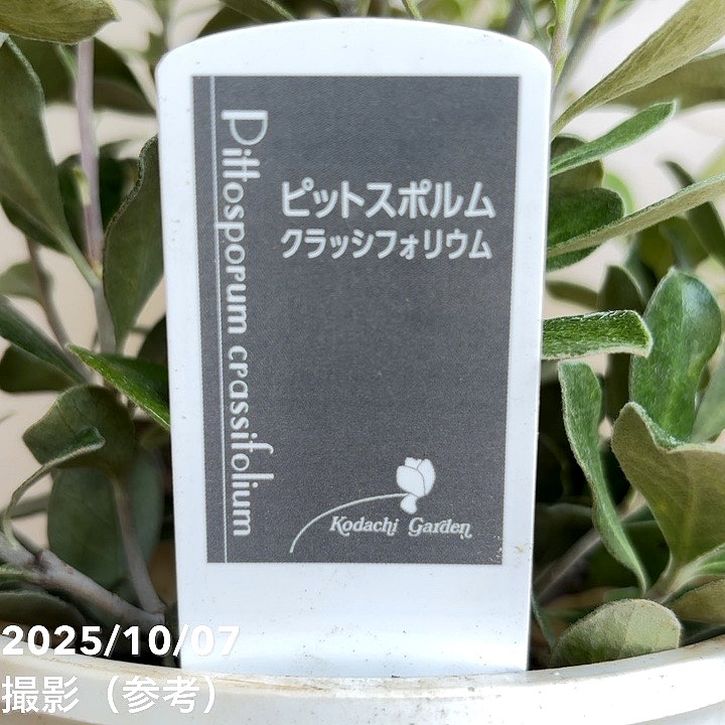 Pittosporum crassifolium
ピットスポルム
クラッシフォリウム
Kodachi Garden
2025/10/07
撮影（参考）